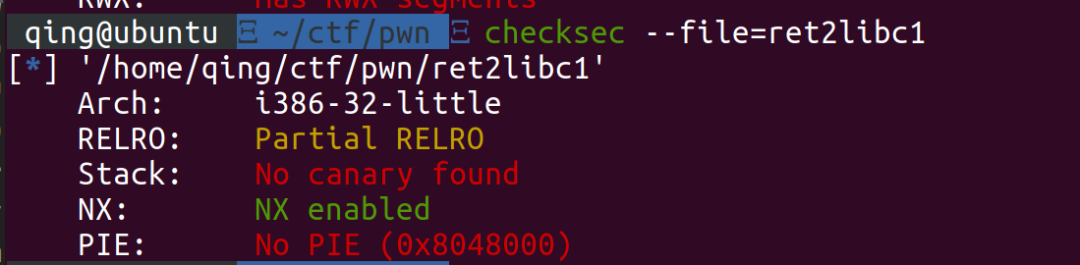 RWX: Has RWX segments
qing@ubuntu Ξ ~/ctf/pwn Ξ checksec --file=ret2libc1
[*] '/home/qing/ctf/pwn/ret2libc1'
Arch: i386-32-little
RELRO: Partial RELRO
Stack: No canary found
NX: NX enabled
PIE: No PIE (0x8048000)